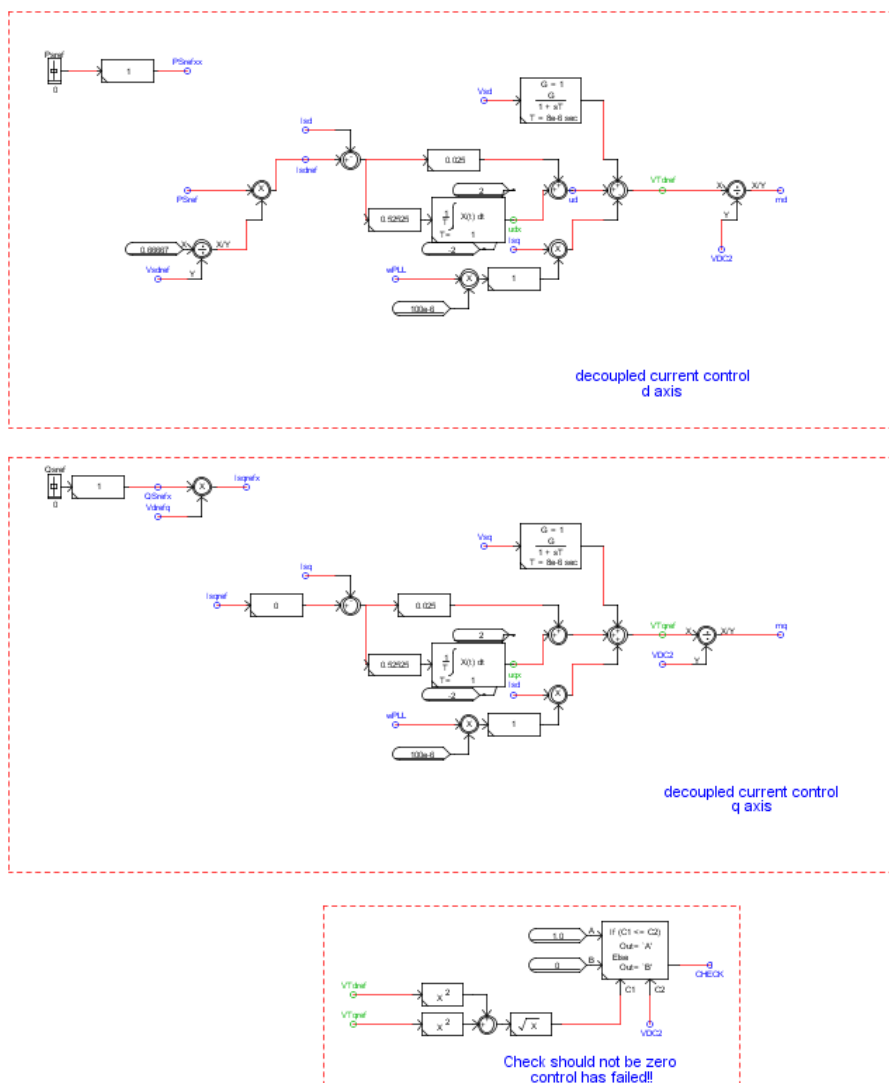 Psref
0
1
PSrefxx
Vsd
G = 1
G
1 + sT
T = 8e-6 sec
Isd
Isdref
0.025
VTdref
X
X/Y
md
Y
VDC2
PSref
X
0.52525
1
T
X(t) dt
T =
1
2
-2
udx
ud
Isq
X
0.66667
X
X/Y
Y
Vsdref
wPLL
X
1
100e-6
decoupled current control
d axis
Qsref
0
1
QSrefx
X
Isqrefx
Vdrefq
Vsq
G = 1
G
1 + sT
T = 8e-6 sec
Isq
Isqref
0
0.025
VTqref
X
X/Y
mq
VDC2
Y
0.52525
1
T
X(t) dt
T =
1
2
-2
uqx
Isd
X
wPLL
X
1
100e-6
decoupled current control
q axis
1.0
A
If (C1 <= C2)
Out= `A'
Else
Out= `B'
0
B
CHECK
C1
C2
VTdref
X 2
VTqref
X 2
√X
VDC2
Check should not be zero
control has failed!!